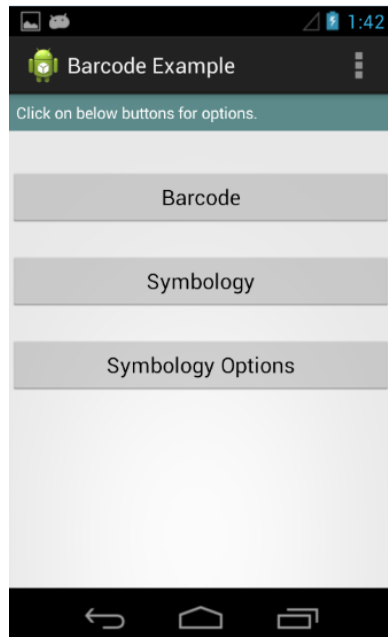 1:42
Barcode Example
Click on below buttons for options.
Barcode
Symbology
Symbology Options